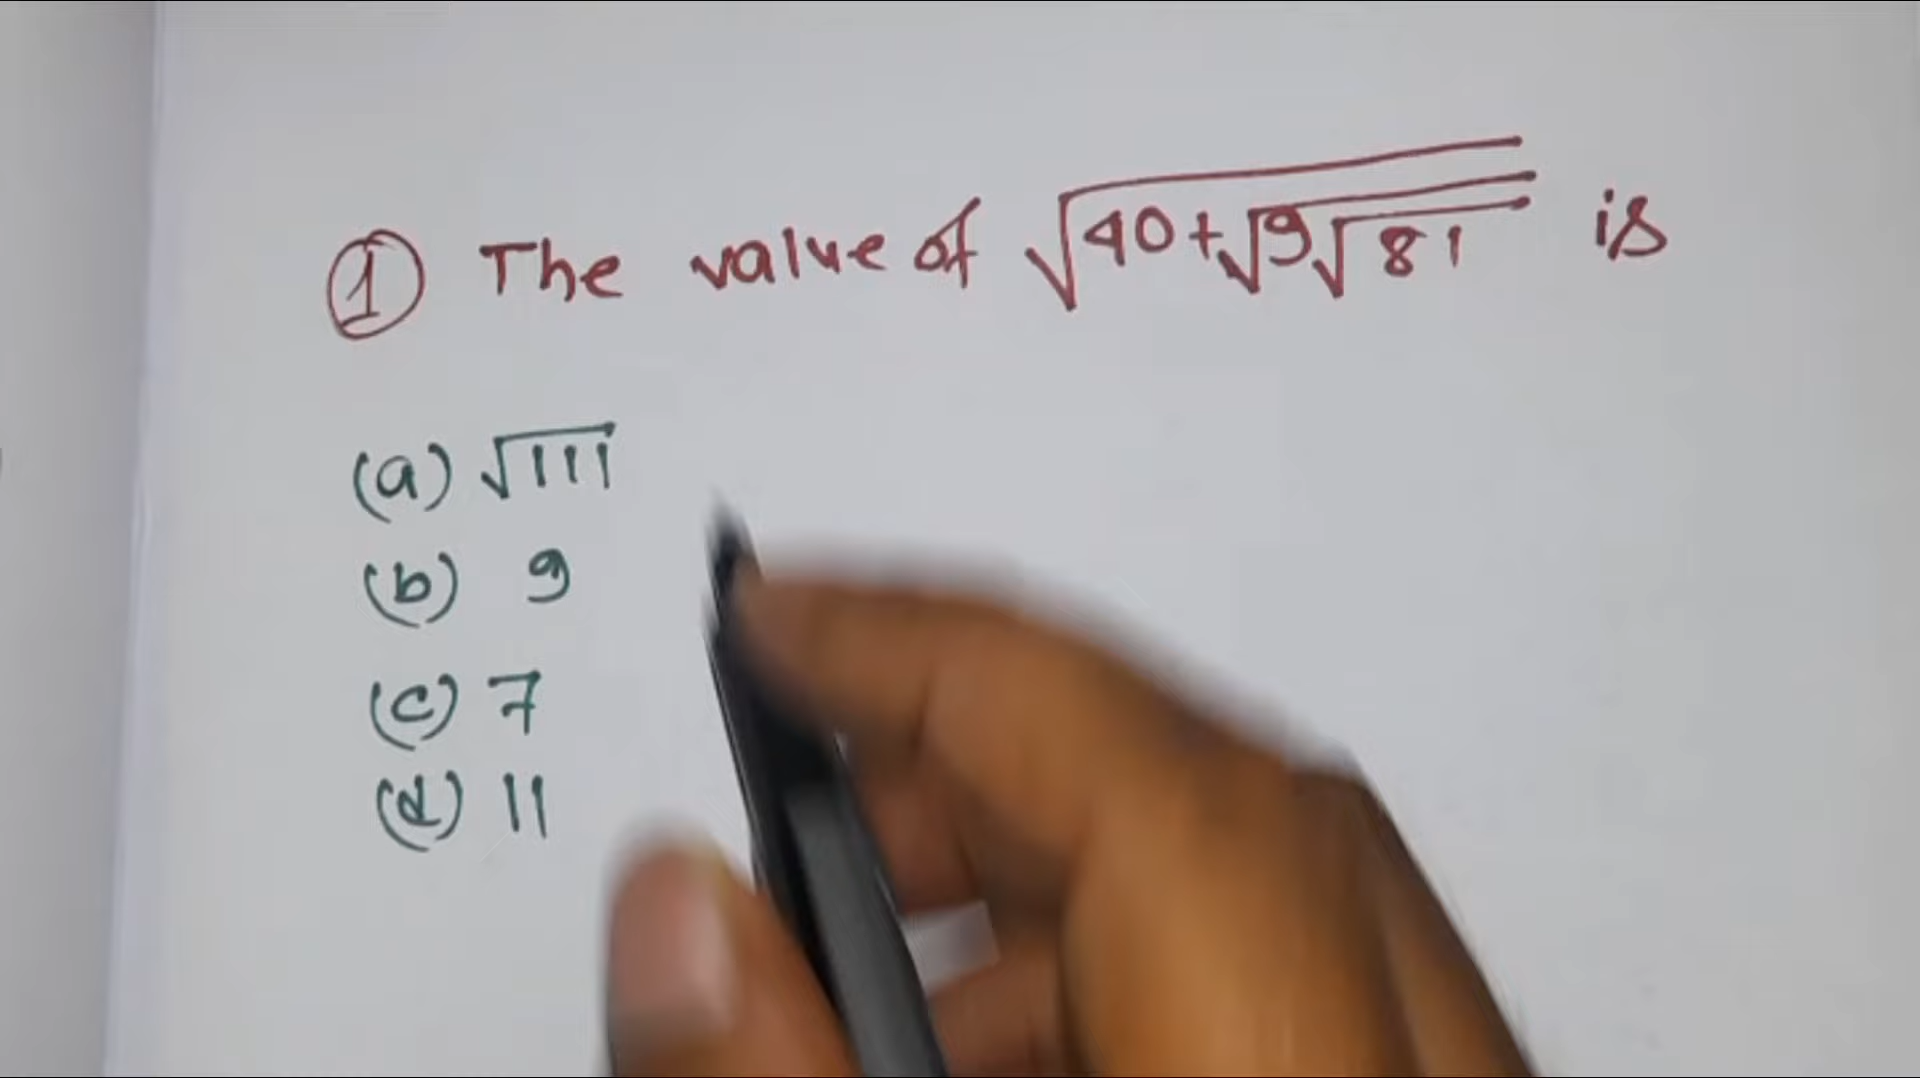 ① The value of √(40+√(9√81)) is
(a) √111
(b) 9
(c) 7
(d) 11